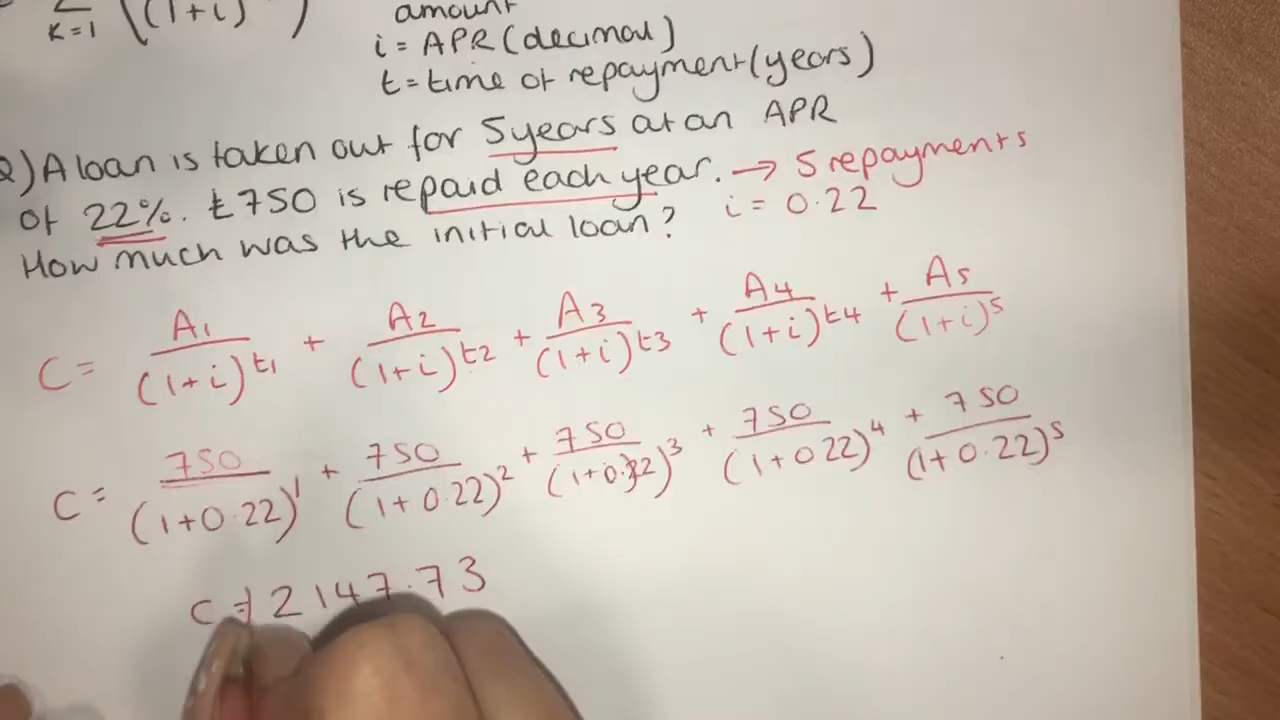 K=1 (1+i)
amount
i = APR (decimal)
t = time of repayment (years)
Q) A loan is taken out for 5 years at an APR
of 22%. £750 is repaid each year. → 5 repayments
How much was the initial loan? i = 0.22
C = A1/(1+i)^t1 + A2/(1+i)^t2 + A3/(1+i)^t3 + A4/(1+i)^t4 + A5/(1+i)^5
C = 750/(1+0.22)^1 + 750/(1+0.22)^2 + 750/(1+0.22)^3 + 750/(1+0.22)^4 + 750/(1+0.22)^5
C = 2147.73